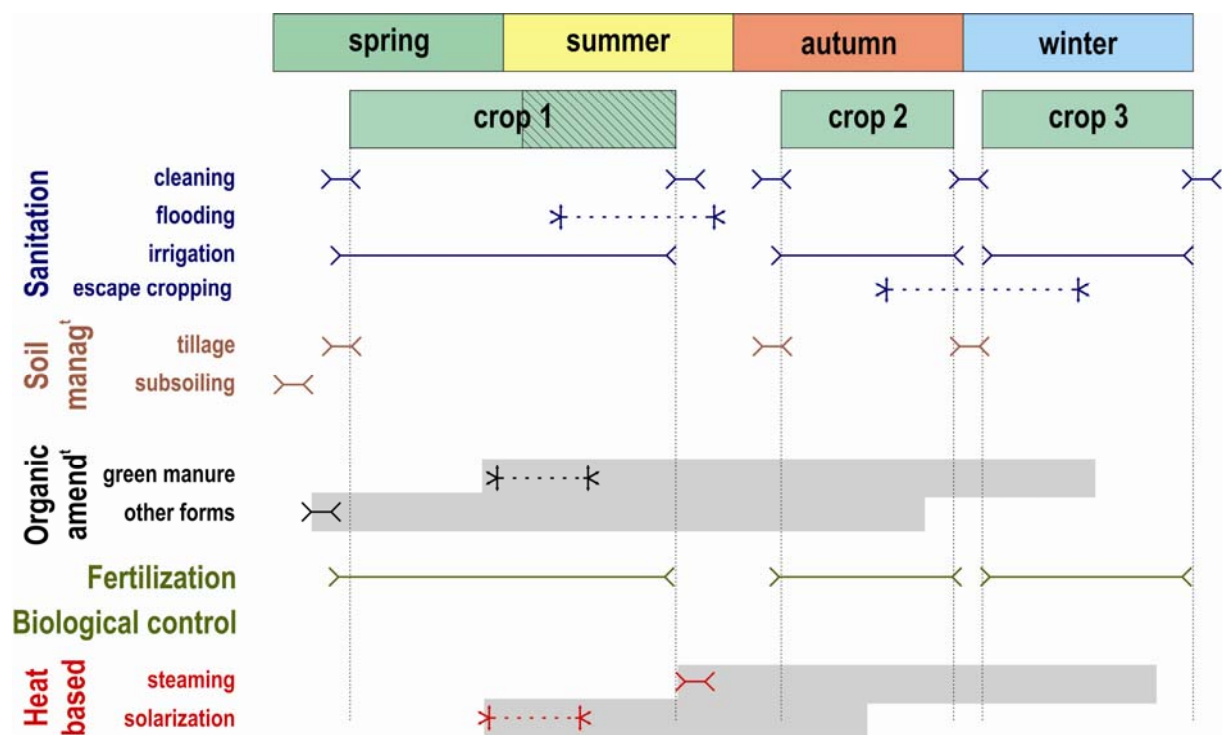 spring summer autumn winter
crop 1 crop 2 crop 3
Sanitation
cleaning
flooding
irrigation
escape cropping
Soil
managt
tillage
subsoiling
Organic
amendt
green manure
other forms
Fertilization
Biological control
Heat
based
steaming
solarization